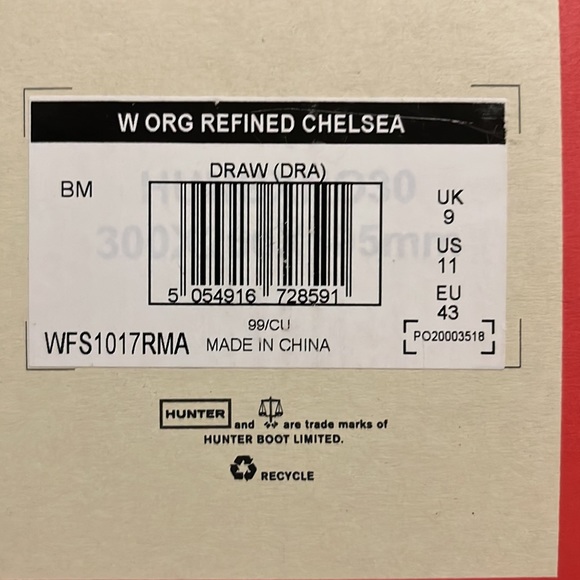 W ORG REFINED CHELSEA
DRAW (DRA)
BM
UK
9
US
11
EU
43
5 054916 728591
99/CU
WFS1017RMA MADE IN CHINA
PO20003518
HUNTER and are trade marks of
HUNTER BOOT LIMITED.
RECYCLE